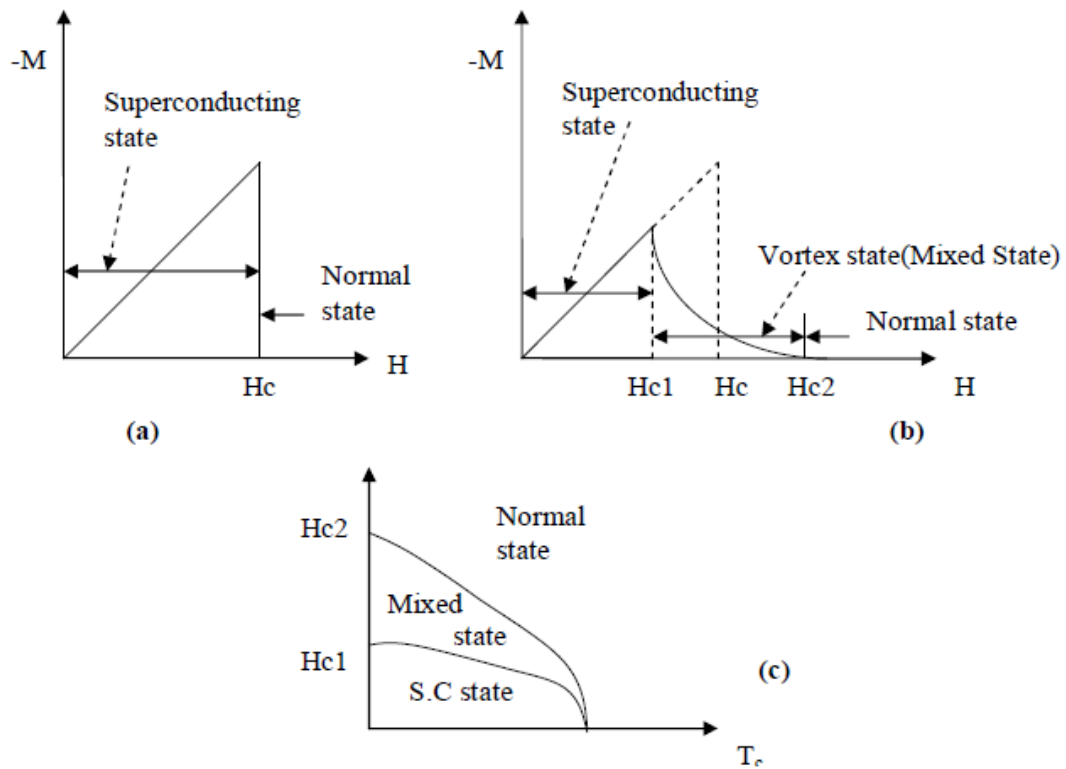 -M
Superconducting
state
Normal
state
H
Hc
(a)
-M
Superconducting
state
Vortex state(Mixed State)
Normal state
Hc1
Hc
Hc2
H
(b)
Hc2
Normal
state
Mixed
state
Hc1
S.C state
(c)